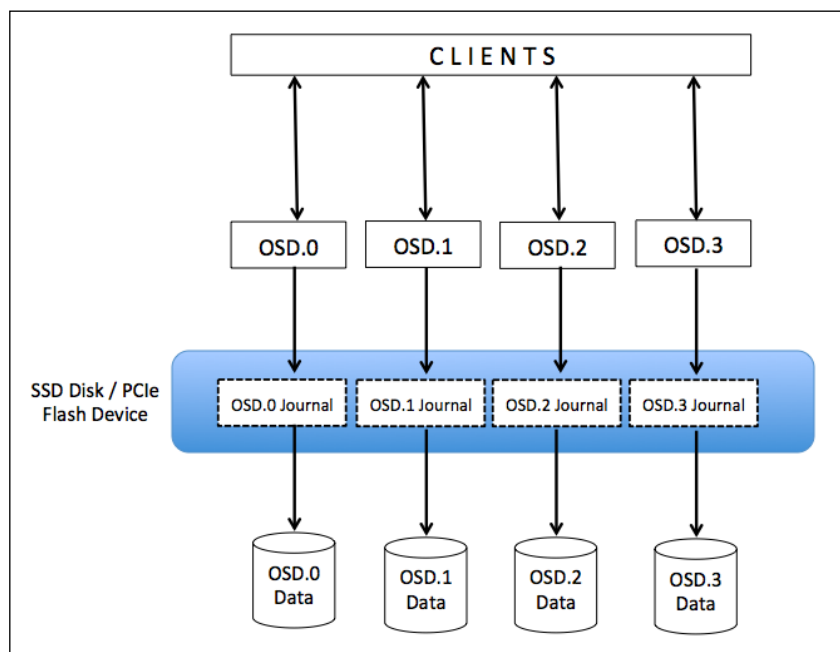 CLIENTS
OSD.0
OSD.1
OSD.2
OSD.3
SSD Disk / PCIe
Flash Device
OSD.0 Journal
OSD.1 Journal
OSD.2 Journal
OSD.3 Journal
OSD.0
Data
OSD.1
Data
OSD.2
Data
OSD.3
Data